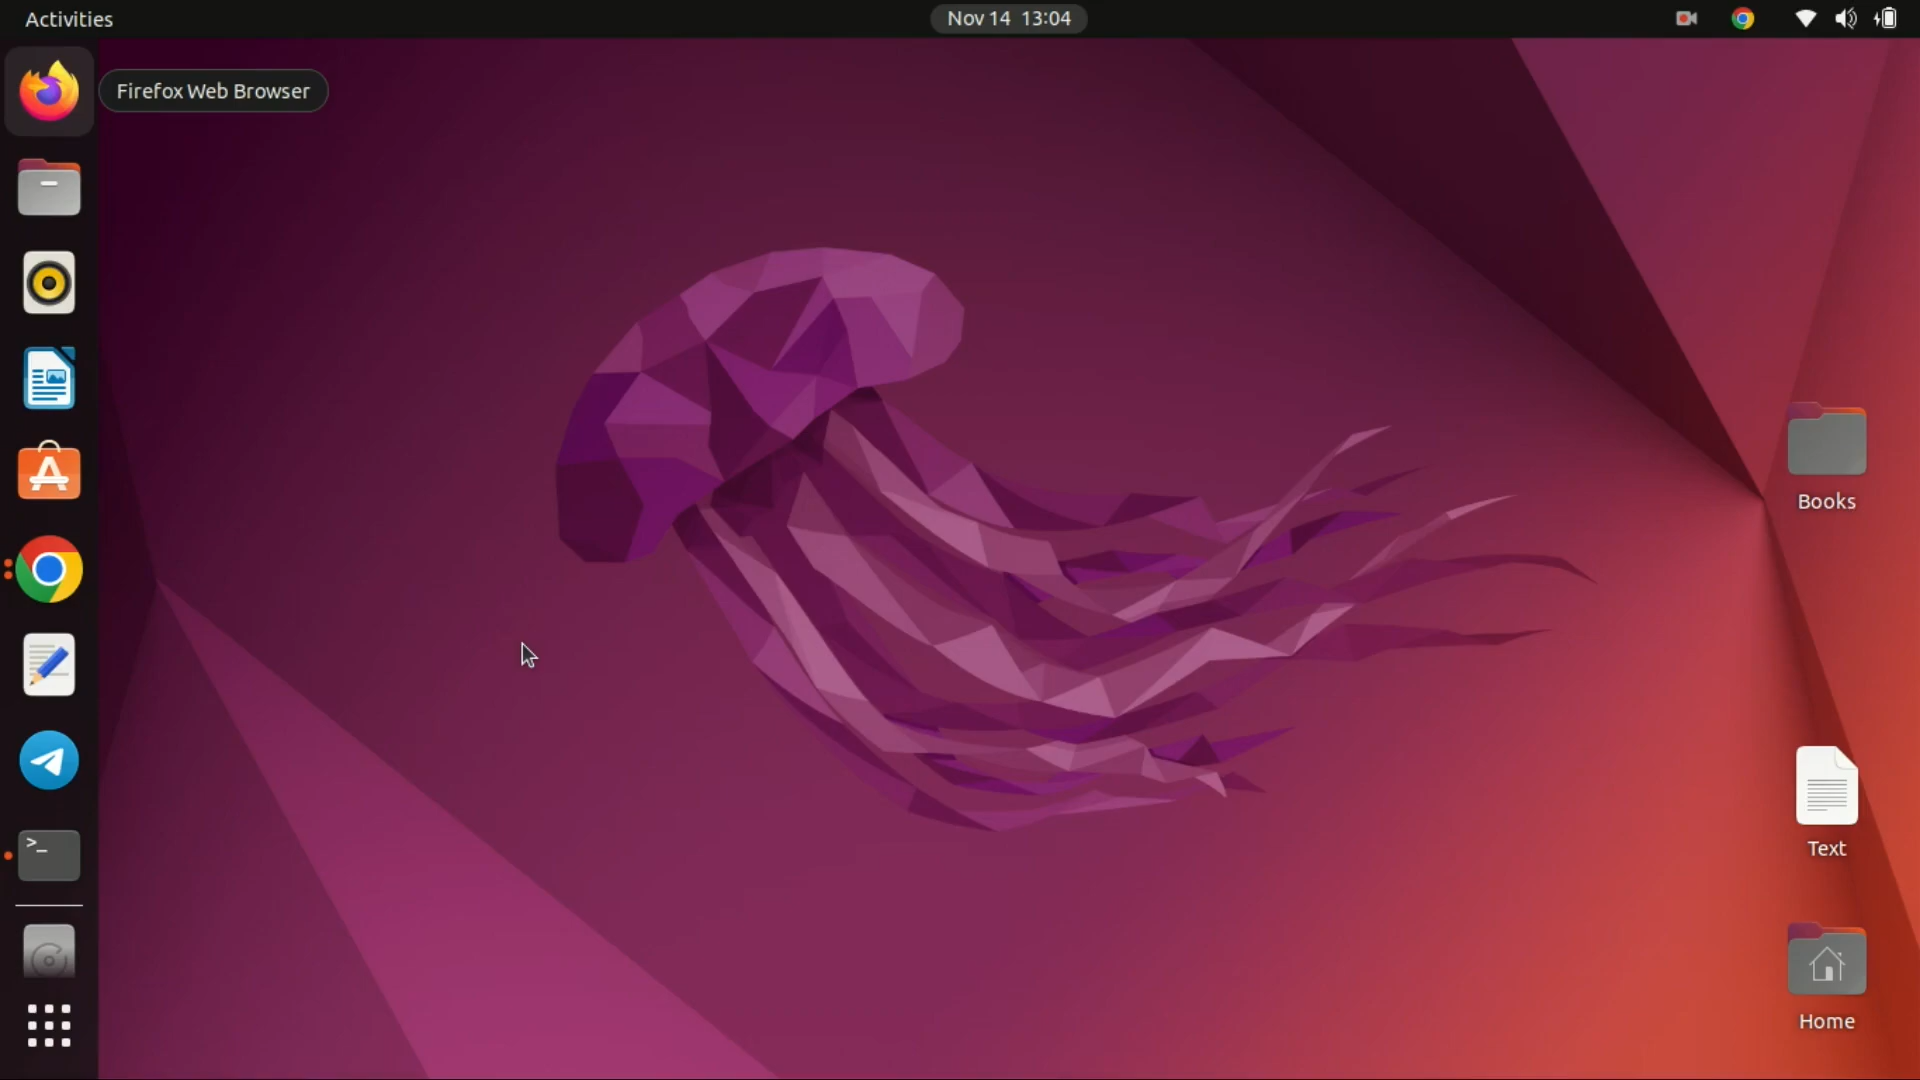 Activities
Nov 14 13:04
Firefox Web Browser
>_
Books
Text
Home